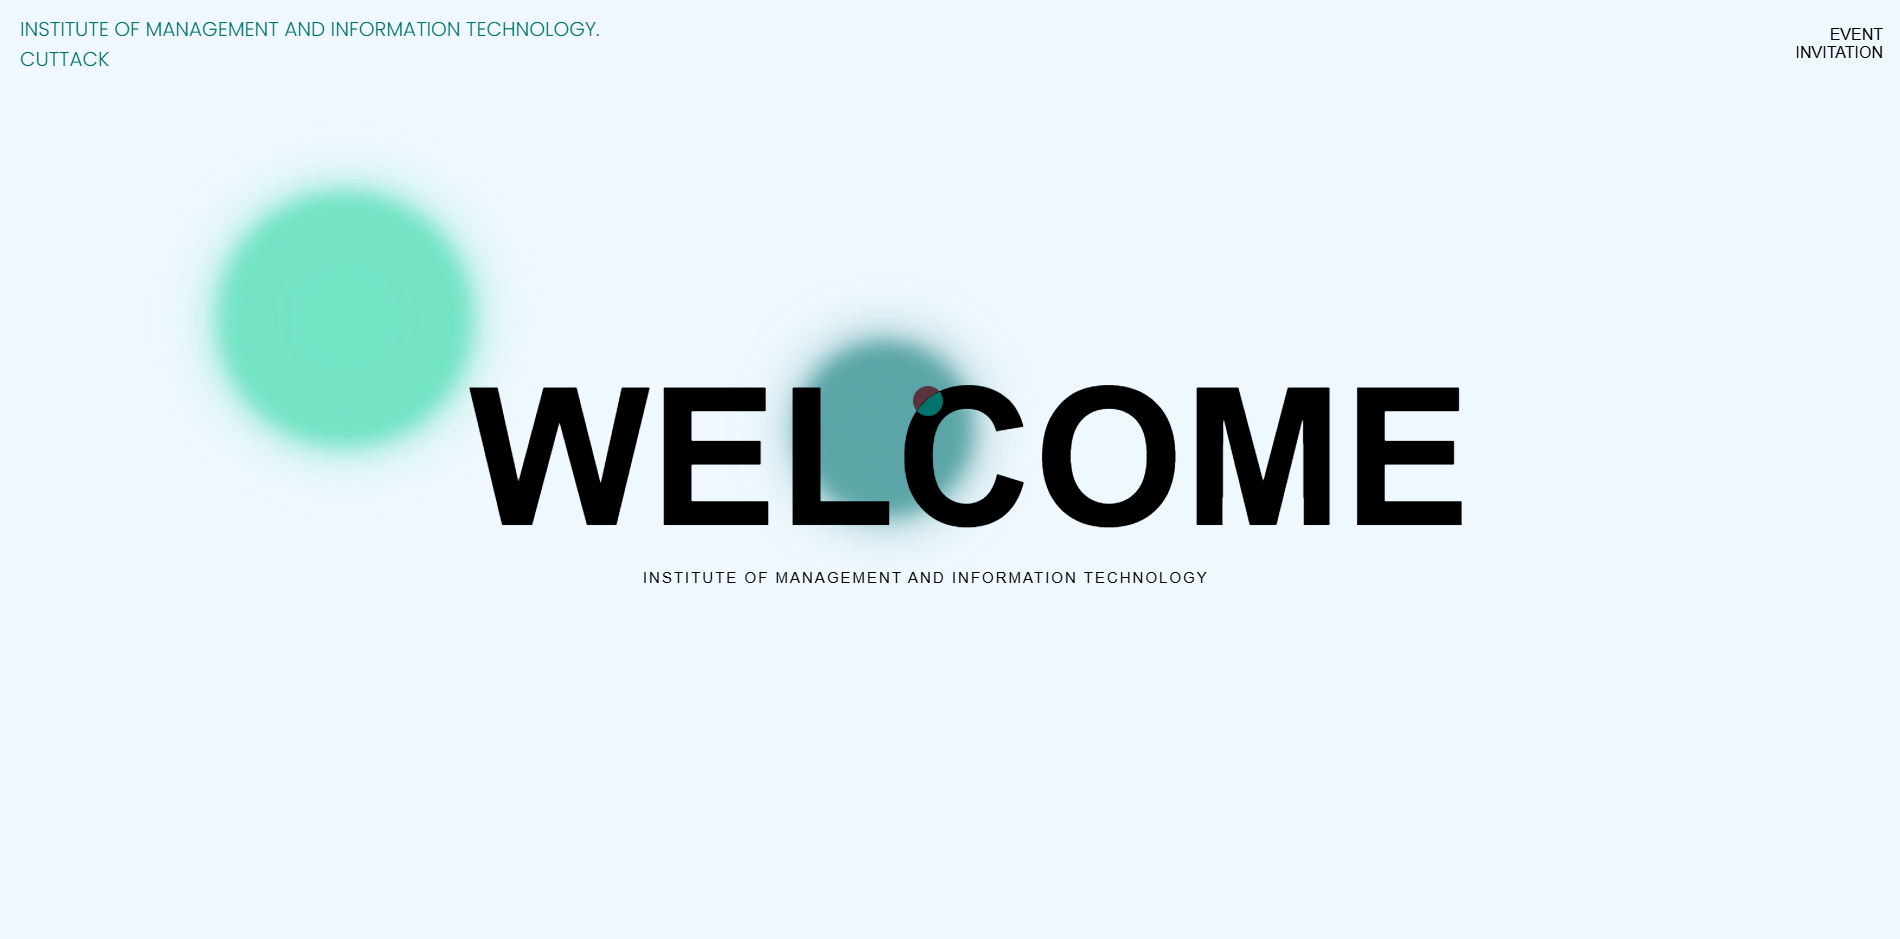 INSTITUTE OF MANAGEMENT AND INFORMATION TECHNOLOGY.
CUTTACK
EVENT
INVITATION
WELCOME
INSTITUTE OF MANAGEMENT AND INFORMATION TECHNOLOGY